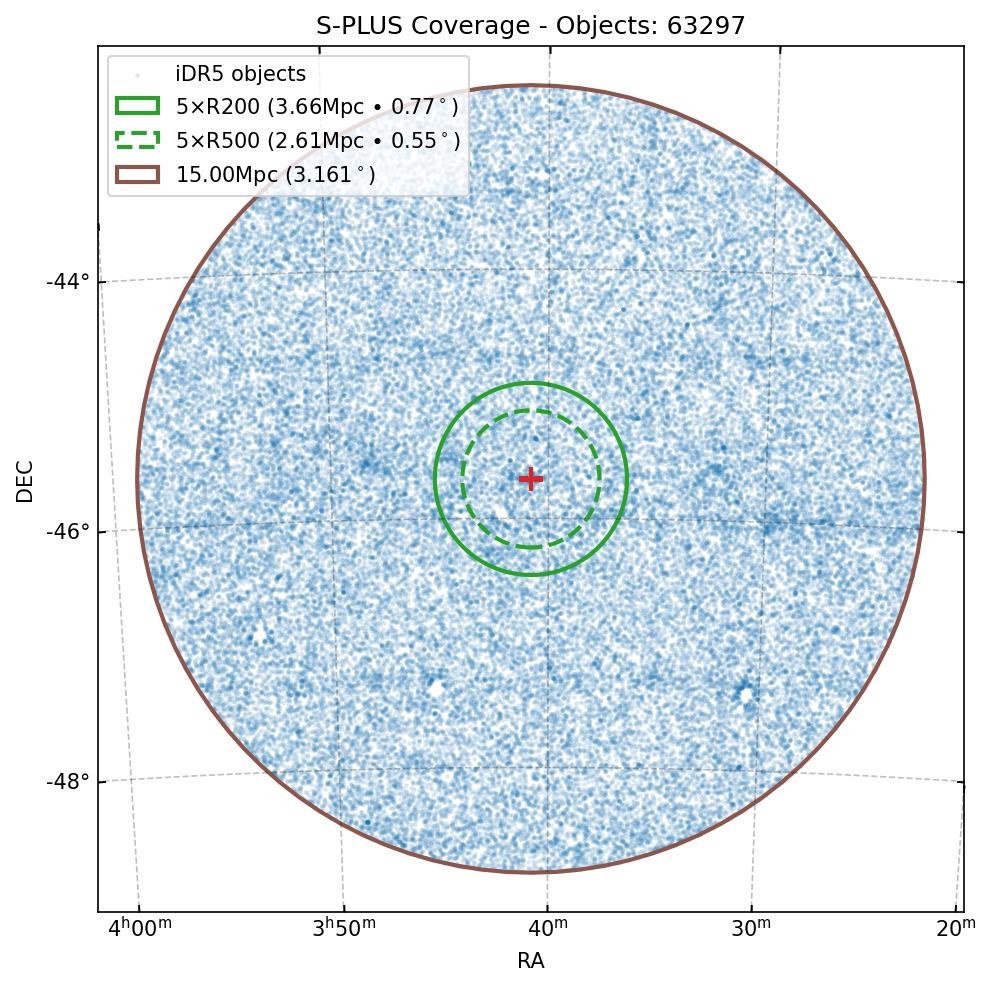 S-PLUS Coverage - Objects: 63297
iDR5 objects
5×R200 (3.66Mpc • 0.77°)
5×R500 (2.61Mpc • 0.55°)
15.00Mpc (3.161°)
-44°
-46°
-48°
DEC
4ʰ00ᵐ 3ʰ50ᵐ 40ᵐ 30ᵐ 20ᵐ
RA